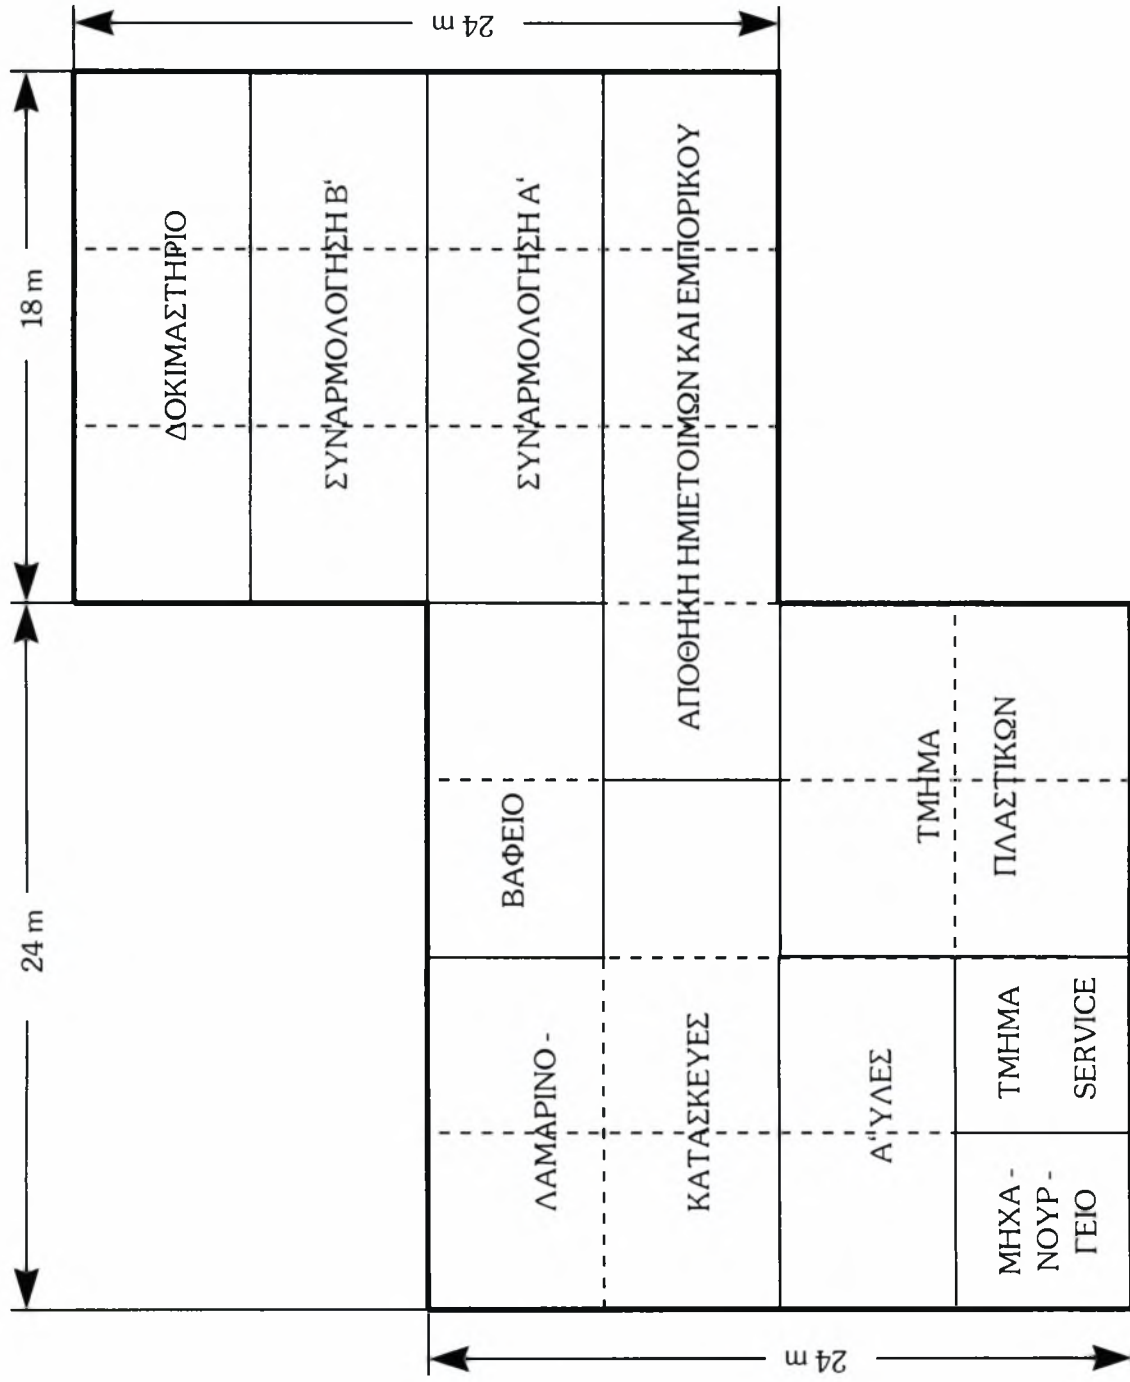 24 m
18 m
24 m
ΔΟΚΙΜΑΣΤΗΡΙΟ
ΣΥΝΑΡΜΟΛΟΓΗΣΗ Β'
ΣΥΝΑΡΜΟΛΟΓΗΣΗ Α'
ΑΠΟΘΗΚΗ ΗΜΙΕΤΟΙΜΩΝ ΚΑΙ ΕΜΠΟΡΙΚΟΥ
ΒΑΦΕΙΟ
ΛΑΜΑΡΙΝΟ -
ΚΑΤΑΣΚΕΥΕΣ
Α" ΥΛΕΣ
ΤΜΗΜΑ
ΠΛΑΣΤΙΚΩΝ
ΜΗΧΑ -
ΝΟΥΡ -
ΓΕΙΟ
ΤΜΗΜΑ
SERVICE
24 m